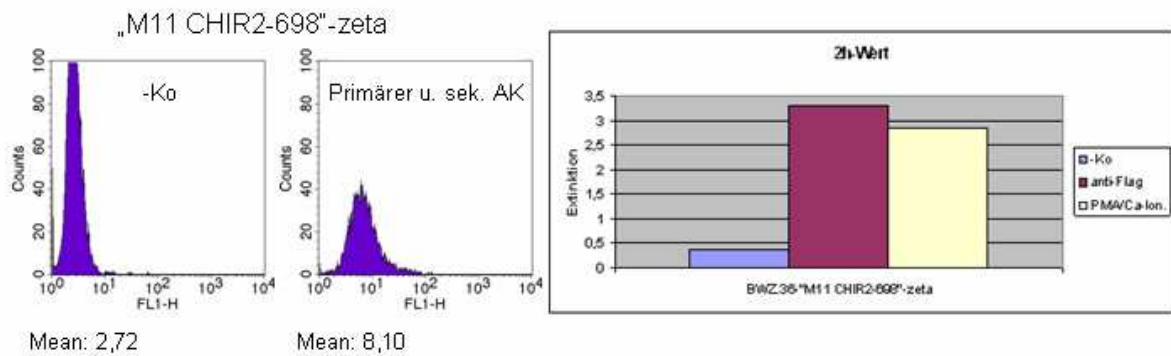 „M11 CHIR2-698"-zeta
-Ko
Counts
100
80
60
40
20
0
10⁰ 10¹ 10² 10³ 10⁴
FL1-H
Mean: 2,72
Primärer u. sek. AK
Counts
100
80
60
40
20
0
10⁰ 10¹ 10² 10³ 10⁴
FL1-H
Mean: 8,10
2h-Wert
Extinktion
3,5
3
2,5
2
1,5
1
0,5
0
BWZ.36-"M11 CHIR2-698"-zeta
-Ko
anti-Flag
PMA/Ca-Ion.